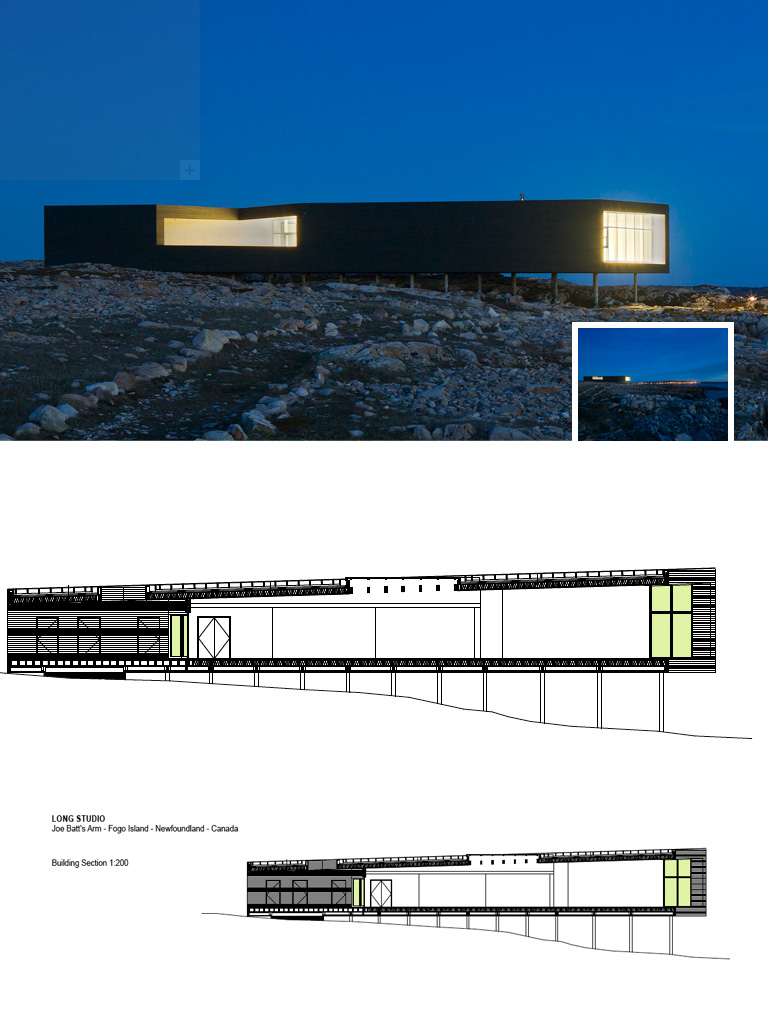 LONG STUDIO
Joe Batt's Arm - Fogo Island - Newfoundland - Canada
Building Section 1:200